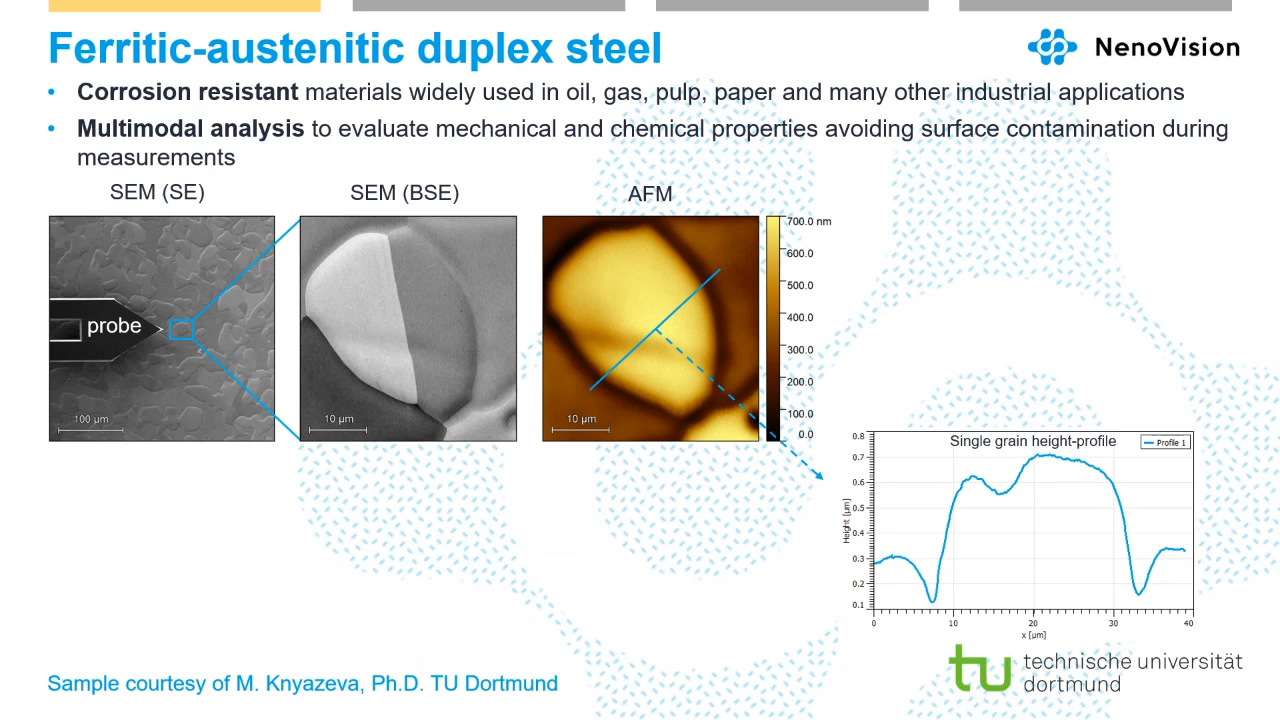 Ferritic-austenitic duplex steel
NenoVision
• Corrosion resistant materials widely used in oil, gas, pulp, paper and many other industrial applications
• Multimodal analysis to evaluate mechanical and chemical properties avoiding surface contamination during
measurements
SEM (SE)
SEM (BSE)
AFM
probe
100 µm
10 µm
10 µm
700.0 nm
600.0
500.0
400.0
300.0
200.0
100.0
0.0
Single grain height-profile
Profile 1
Height [µm]
0.8
0.7
0.6
0.5
0.4
0.3
0.2
0.1
0 10 20 30 40
x [µm]
Sample courtesy of M. Knyazeva, Ph.D. TU Dortmund
tu technische universität
dortmund